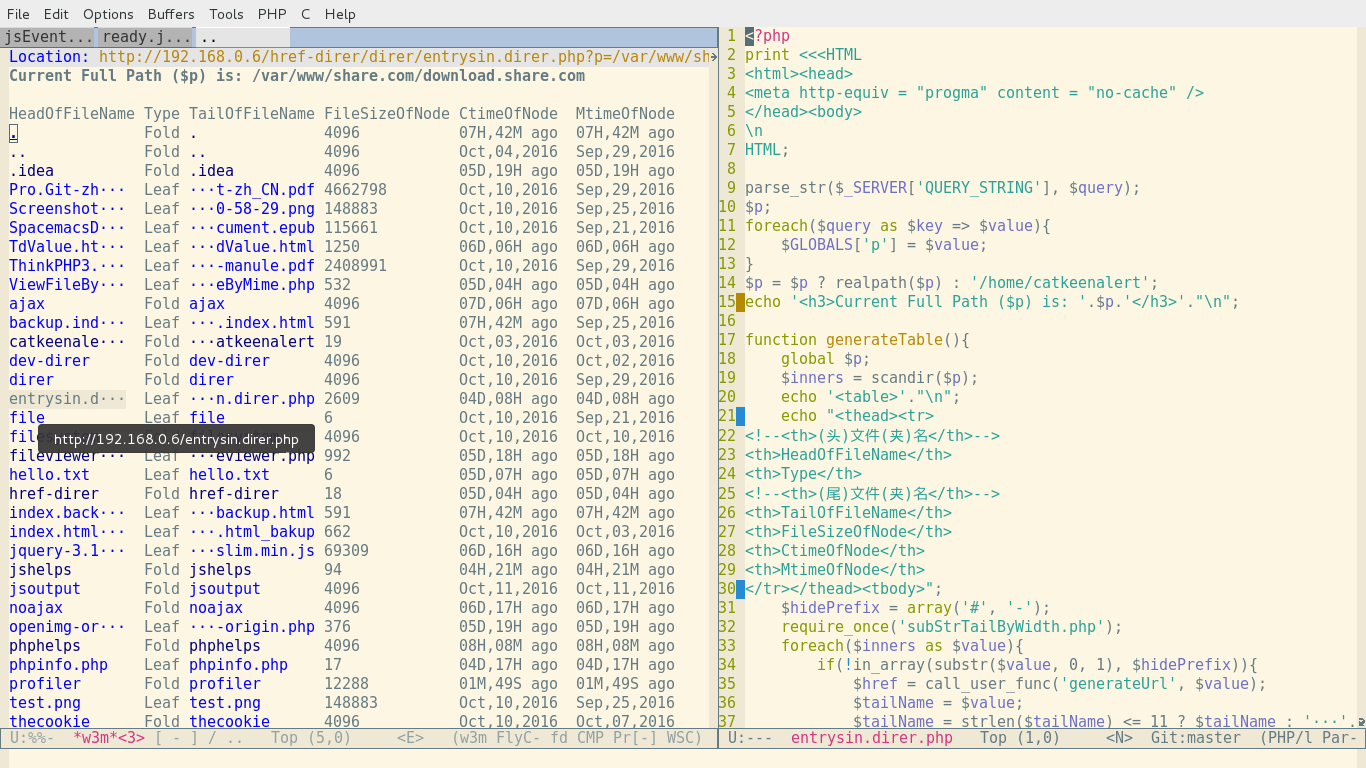 File Edit Options Buffers Tools PHP C Help
jsEvent... ready.j... ..
Location: http://192.168.0.6/href-direr/direr/entrysin.direr.php?p=/var/www/sh
Current Full Path ($p) is: /var/www/share.com/download.share.com
HeadOfFileName Type TailOfFileName FileSizeOfNode CtimeOfNode MtimeOfNode
. Fold . 4096 07H,42M ago 07H,42M ago
.. Fold .. 4096 Oct,04,2016 Sep,29,2016
.idea Fold .idea 4096 05D,19H ago 05D,19H ago
Pro.Git-zh··· Leaf ···t-zh_CN.pdf 4662798 Oct,10,2016 Sep,29,2016
Screenshot··· Leaf ···0-58-29.png 148883 Oct,10,2016 Sep,25,2016
SpacemacsD··· Leaf ···cument.epub 115661 Oct,10,2016 Sep,21,2016
TdValue.ht··· Leaf ···dValue.html 1250 06D,06H ago 06D,06H ago
ThinkPHP3.··· Leaf ···-manule.pdf 2408991 Oct,10,2016 Sep,29,2016
ViewFileBy··· Leaf ···eByMime.php 532 05D,04H ago 05D,04H ago
ajax Fold ajax 4096 07D,06H ago 07D,06H ago
backup.ind··· Leaf ···.index.html 591 07H,42M ago Sep,25,2016
catkeenale··· Fold ···atkeenalert 19 Oct,03,2016 Oct,03,2016
dev-direr Fold dev-direr 4096 Oct,10,2016 Oct,02,2016
direr Fold direr 4096 Oct,10,2016 Sep,29,2016
entrysin.d··· Leaf ···n.direr.php 2609 04D,08H ago 04D,08H ago
file Leaf file 6 Oct,10,2016 Sep,21,2016
http://192.168.0.6/entrysin.direr.php 4096 Oct,10,2016 Oct,10,2016
fileviewer··· Leaf ···eviewer.php 992 05D,18H ago 05D,18H ago
hello.txt Leaf hello.txt 6 05D,07H ago 05D,07H ago
href-direr Fold href-direr 18 05D,04H ago 05D,04H ago
index.back··· Leaf ···backup.html 591 07H,42M ago 07H,42M ago
index.html··· Leaf ···.html_bakup 662 Oct,10,2016 Oct,03,2016
jquery-3.1··· Leaf ···slim.min.js 69309 06D,16H ago 06D,16H ago
jshelps Fold jshelps 94 04H,21M ago 04H,21M ago
jsoutput Fold jsoutput 4096 Oct,11,2016 Oct,11,2016
noajax Fold noajax 4096 06D,17H ago 06D,17H ago
openimg-or··· Leaf ···-origin.php 376 05D,19H ago 05D,19H ago
phphelps Fold phphelps 4096 08H,08M ago 08H,08M ago
phpinfo.php Leaf phpinfo.php 17 04D,17H ago 04D,17H ago
profiler Fold profiler 12288 01M,49S ago 01M,49S ago
test.png Leaf test.png 148883 Oct,10,2016 Sep,25,2016
thecookie Fold thecookie 4096 Oct,10,2016 Oct,07,2016
U:%%- *w3m*<3> [ - ] / .. Top (5,0) <E> (w3m FlyC- fd CMP Pr[-] WSC)
1 <?php
2 print <<<HTML
3 <html><head>
4 <meta http-equiv = "progma" content = "no-cache" />
5 </head><body>
6 \n
7 HTML;
8
9 parse_str($_SERVER['QUERY_STRING'], $query);
10 $p;
11 foreach($query as $key => $value){
12 $GLOBALS['p'] = $value;
13 }
14 $p = $p ? realpath($p) : '/home/catkeenalert';
15 echo '<h3>Current Full Path ($p) is: '.$p.'</h3>'."\n";
16
17 function generateTable(){
18 global $p;
19 $inners = scandir($p);
20 echo '<table>'."\n";
21 echo "<thead><tr>
22 <!--<th>(头)文件(夹)名</th>-->
23 <th>HeadOfFileName</th>
24 <th>Type</th>
25 <!--<th>(尾)文件(夹)名</th>-->
26 <th>TailOfFileName</th>
27 <th>FileSizeOfNode</th>
28 <th>CtimeOfNode</th>
29 <th>MtimeOfNode</th>
30 </tr></thead><tbody>";
31 $hidePrefix = array('#', '-');
32 require_once('subStrTailByWidth.php');
33 foreach($inners as $value){
34 if(!in_array(substr($value, 0, 1), $hidePrefix)){
35 $href = call_user_func('generateUrl', $value);
36 $tailName = $value;
37 $tailName = strlen($tailName) <= 11 ? $tailName : '···'.
U:--- entrysin.direr.php Top (1,0) <N> Git:master (PHP/l Par-